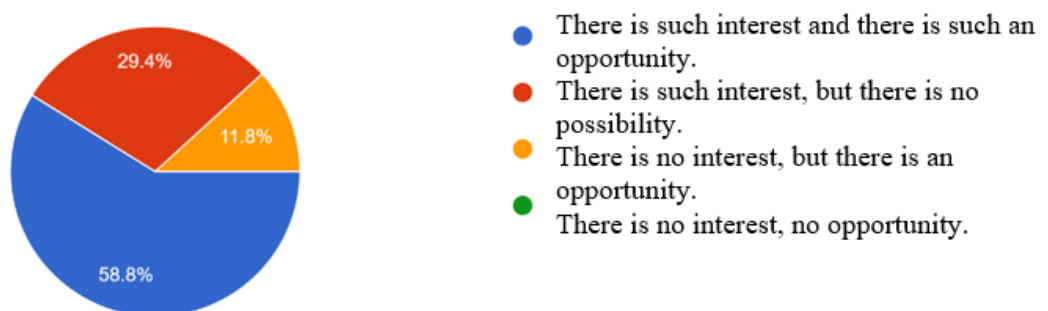 29.4%
11.8%
58.8%
There is such interest and there is such an
opportunity.
There is such interest, but there is no
possibility.
There is no interest, but there is an
opportunity.
There is no interest, no opportunity.